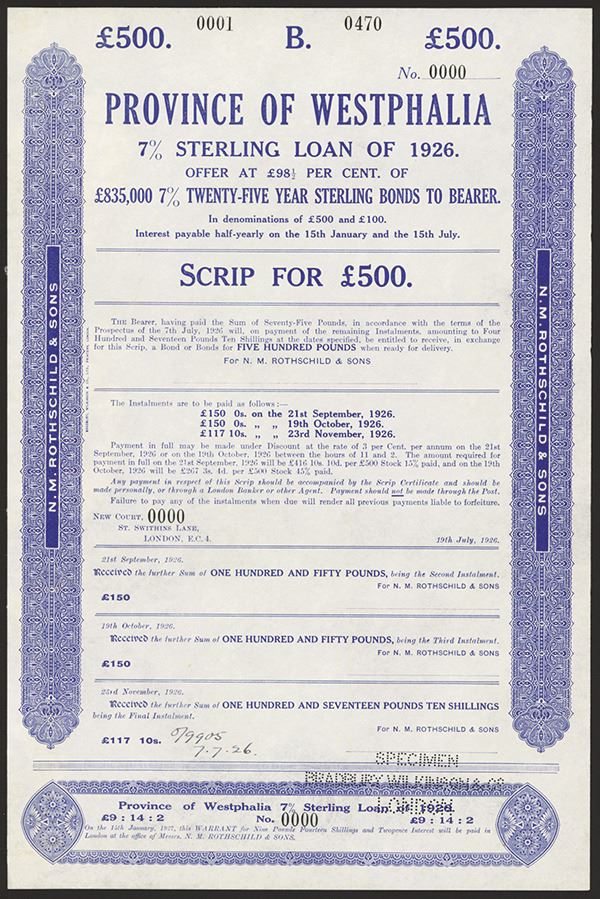 £500. 0001 B. 0470 £500.
No. 0000
PROVINCE OF WESTPHALIA
7% STERLING LOAN OF 1926.
OFFER AT £98½ PER CENT. OF
£835,000 7% TWENTY-FIVE YEAR STERLING BONDS TO BEARER.
In denominations of £500 and £100.
Interest payable half-yearly on the 15th January and the 15th July.
SCRIP FOR £500.
THE Bearer, having paid the Sum of Seventy-Five Pounds, in accordance with the terms of the
Prospectus of the 7th July, 1926 will, on payment of the remaining Instalments, amounting to Four
Hundred and Seventeen Pounds Ten Shillings at the dates specified, be entitled to receive, in exchange
for this Scrip, a Bond or Bonds for FIVE HUNDRED POUNDS when ready for delivery.
For N. M. ROTHSCHILD & SONS
The Instalments are to be paid as follows:—
£150 0s. on the 21st September, 1926.
£150 0s. „ „ 19th October, 1926.
£117 10s. „ „ 23rd November, 1926.
Payment in full may be made under Discount at the rate of 3 per Cent. per annum on the 21st
September, 1926 or on the 19th October, 1926 between the hours of 11 and 2. The amount required for
payment in full on the 21st September, 1926 will be £416 10s. 10d. per £500 Stock 15% paid, and on the 19th
October, 1926 will be £267 3s. 4d. per £500 Stock 45% paid.
Any payment in respect of this Scrip should be accompanied by the Scrip Certificate and should be
made personally, or through a London Banker or other Agent. Payment should not be made through the Post.
Failure to pay any of the instalments when due will render all previous payments liable to forfeiture.
NEW COURT, 0000
ST. SWITHINS LANE,
LONDON, E.C. 4. 19th July, 1926.
21st September, 1926.
Received the further Sum of ONE HUNDRED AND FIFTY POUNDS, being the Second Instalment.
For N. M. ROTHSCHILD & SONS
£150
19th October, 1926.
Received the further Sum of ONE HUNDRED AND FIFTY POUNDS, being the Third Instalment.
For N. M. ROTHSCHILD & SONS
£150
23rd November, 1926.
Received the further Sum of ONE HUNDRED AND SEVENTEEN POUNDS TEN SHILLINGS
being the Final Instalment.
For N. M. ROTHSCHILD & SONS
£117 10s. 0/9905
7.7.26.
SPECIMEN
BRADBURY, WILKINSON & CO.
LONDON
Province of Westphalia 7% Sterling Loan of 1926.
£9 : 14 : 2 No. 0000 £9 : 14 : 2
On the 15th January, 1927, this WARRANT for Nine Pounds Fourteen Shillings and Twopence Interest will be paid in
London at the office of Messrs. N. M. ROTHSCHILD & SONS.
N. M. ROTHSCHILD & SONS
N. M. ROTHSCHILD & SONS